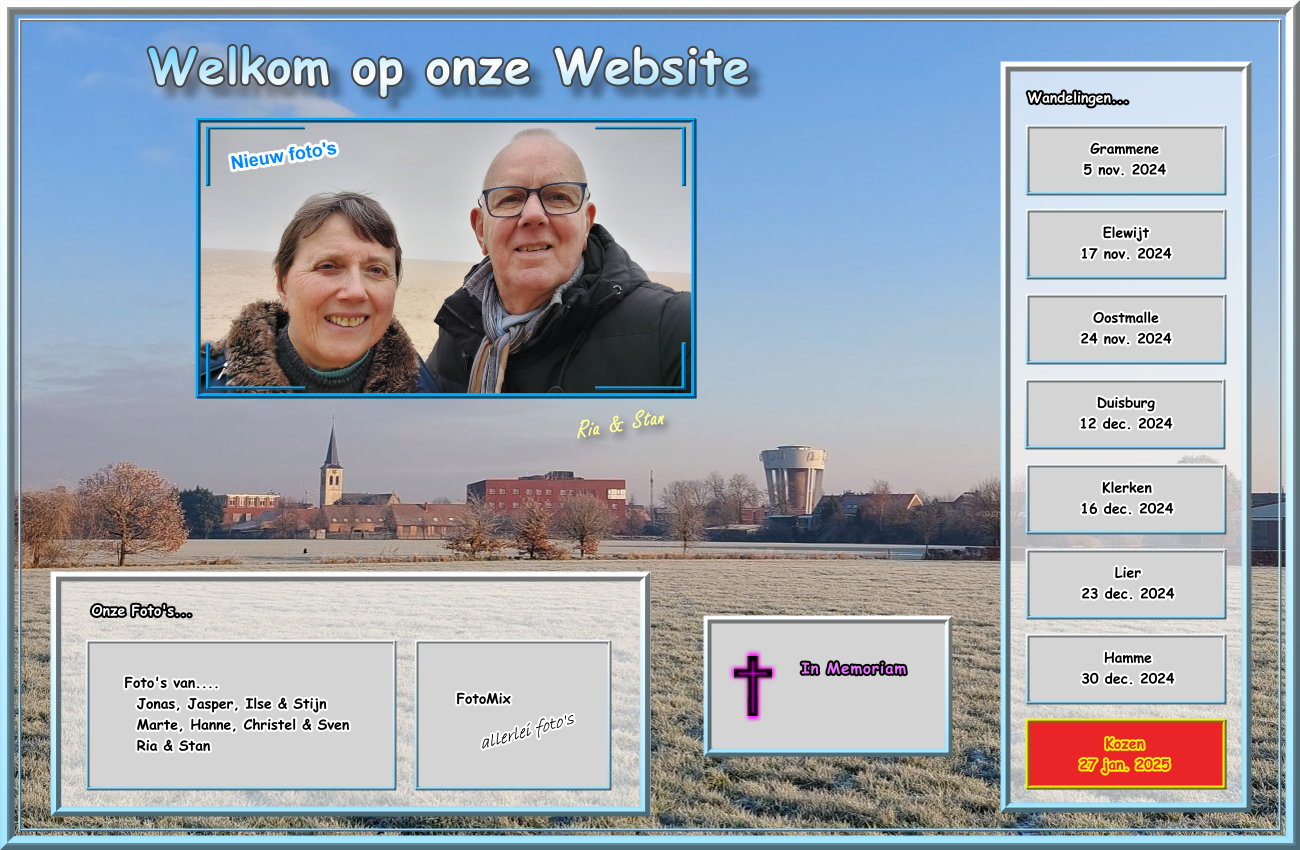 Welkom op onze Website
Nieuw foto's
Ria & Stan
Wandelingen...
Grammene
5 nov. 2024
Elewijt
17 nov. 2024
Oostmalle
24 nov. 2024
Duisburg
12 dec. 2024
Klerken
16 dec. 2024
Lier
23 dec. 2024
Hamme
30 dec. 2024
Kozen
27 jan. 2025
Onze Foto's...
Foto's van....
Jonas, Jasper, Ilse & Stijn
Marte, Hanne, Christel & Sven
Ria & Stan
FotoMix
allerlei foto's
In Memoriam